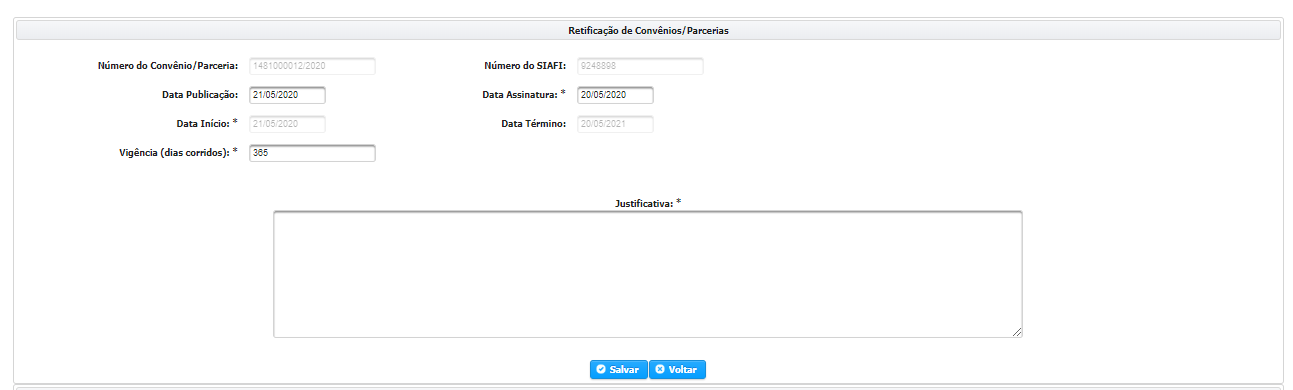 Retificação de Convênios/Parcerias
Número do Convênio/Parceria: 1481000012/2020 Número do SIAFI: 9248898
Data Publicação: 21/05/2020 Data Assinatura: * 20/05/2020
Data Início: * 21/05/2020 Data Término: 20/05/2021
Vigência (dias corridos): * 365
Justificativa: *
Salvar Voltar